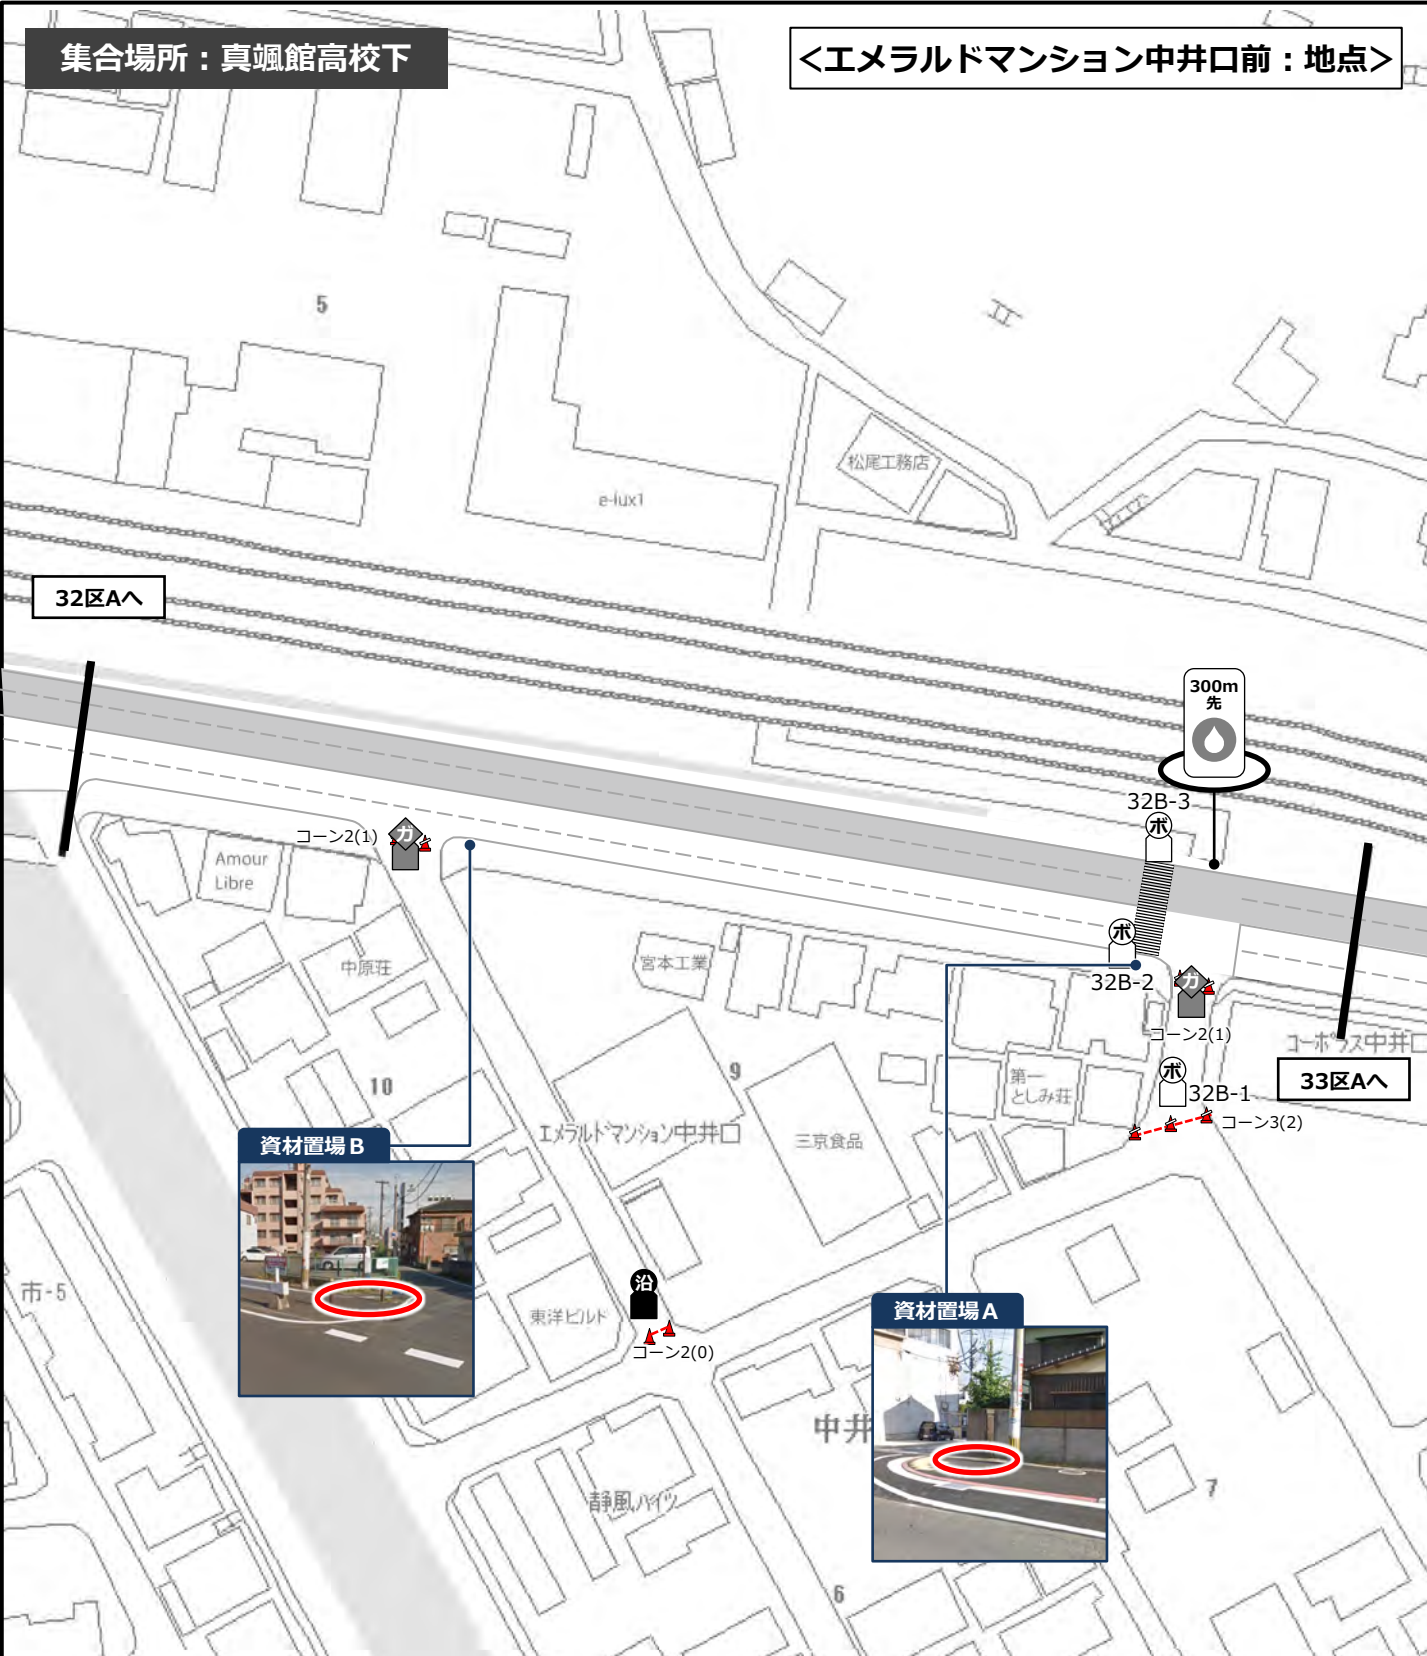 集合場所：真颯館高校下
＜エメラルドマンション中井口前：地点＞
5
松尾工務店
e-lux1
32区Aへ
300m
先
32B-3
ボ
コーン2(1)
ガ
Amour
Libre
中原荘
宮本工業
ボ
32B-2
ガ
コーン2(1)
コーポラス中井口
33区Aへ
第一
としみ荘
ボ
32B-1
コーン3(2)
9
10
エメラルドマンション中井口
三京食品
資材置場B
市-5
沿
東洋ビルド
コーン2(0)
資材置場A
中井
静風ハイツ
7
6